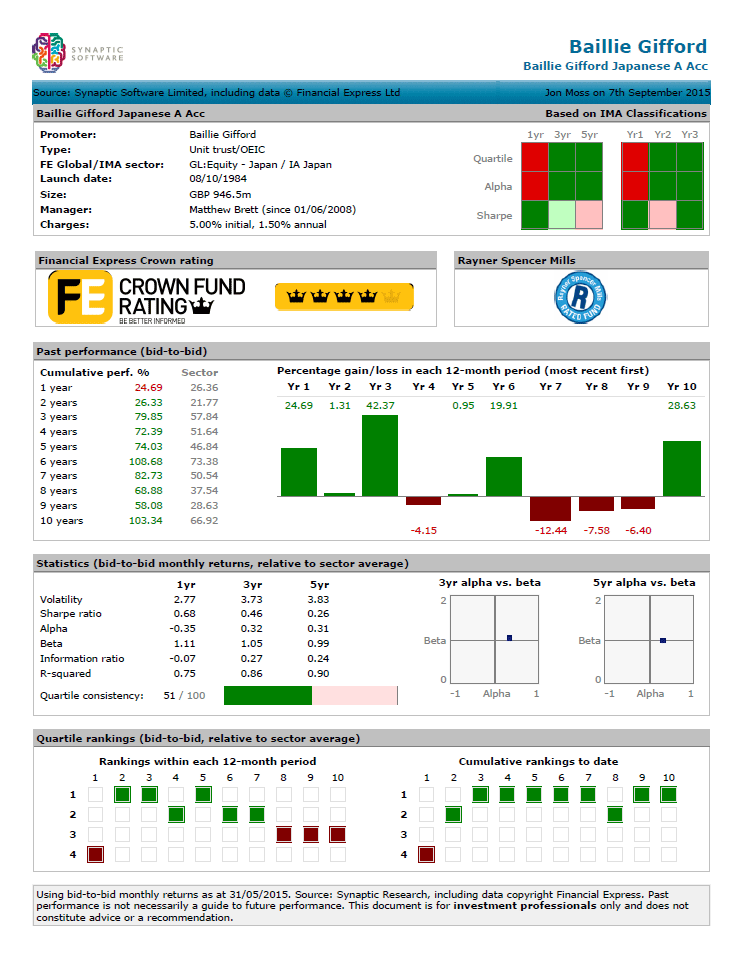 SYNAPTIC
SOFTWARE
Baillie Gifford
Baillie Gifford Japanese A Acc
Source: Synaptic Software Limited, including data © Financial Express Ltd
Jon Moss on 7th September 2015
Baillie Gifford Japanese A Acc
Based on IMA Classifications
Promoter: Baillie Gifford
Type: Unit trust/OEIC
FE Global/IMA sector: GL:Equity - Japan / IA Japan
Launch date: 08/10/1984
Size: GBP 946.5m
Manager: Matthew Brett (since 01/06/2008)
Charges: 5.00% initial, 1.50% annual
1yr 3yr 5yr Yr1 Yr2 Yr3
Quartile
Alpha
Sharpe
Financial Express Crown rating
FE CROWN FUND
RATING
BE BETTER INFORMED
Rayner Spencer Mills
Rayner Spencer Mills
R
RATED FUND
Past performance (bid-to-bid)
Cumulative perf. % Sector
1 year 24.69 26.36
2 years 26.33 21.77
3 years 79.85 57.84
4 years 72.39 51.64
5 years 74.03 46.84
6 years 108.68 73.38
7 years 82.73 50.54
8 years 68.88 37.54
9 years 58.08 28.63
10 years 103.34 66.92
Percentage gain/loss in each 12-month period (most recent first)
Yr 1 Yr 2 Yr 3 Yr 4 Yr 5 Yr 6 Yr 7 Yr 8 Yr 9 Yr 10
24.69 1.31 42.37 0.95 19.91 28.63
-4.15 -12.44 -7.58 -6.40
Statistics (bid-to-bid monthly returns, relative to sector average)
1yr 3yr 5yr
Volatility 2.77 3.73 3.83
Sharpe ratio 0.68 0.46 0.26
Alpha -0.35 0.32 0.31
Beta 1.11 1.05 0.99
Information ratio -0.07 0.27 0.24
R-squared 0.75 0.86 0.90
Quartile consistency: 51 / 100
3yr alpha vs. beta
2
Beta
0
-1 Alpha 1
5yr alpha vs. beta
2
Beta
0
-1 Alpha 1
Quartile rankings (bid-to-bid, relative to sector average)
Rankings within each 12-month period
1 2 3 4 5 6 7 8 9 10
1
2
3
4
Cumulative rankings to date
1 2 3 4 5 6 7 8 9 10
1
2
3
4
Using bid-to-bid monthly returns as at 31/05/2015. Source: Synaptic Research, including data copyright Financial Express. Past
performance is not necessarily a guide to future performance. This document is for investment professionals only and does not
constitute advice or a recommendation.